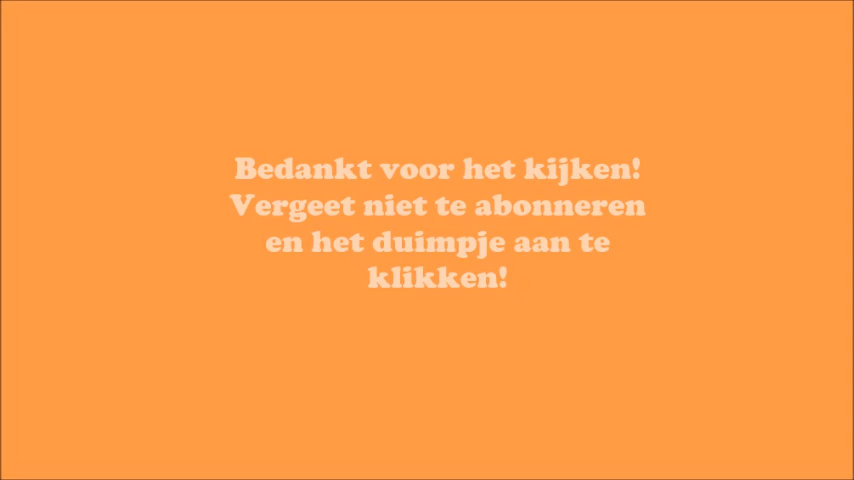 Bedankt voor het kijken!
Vergeet niet te abonneren
en het duimpje aan te
klikken!